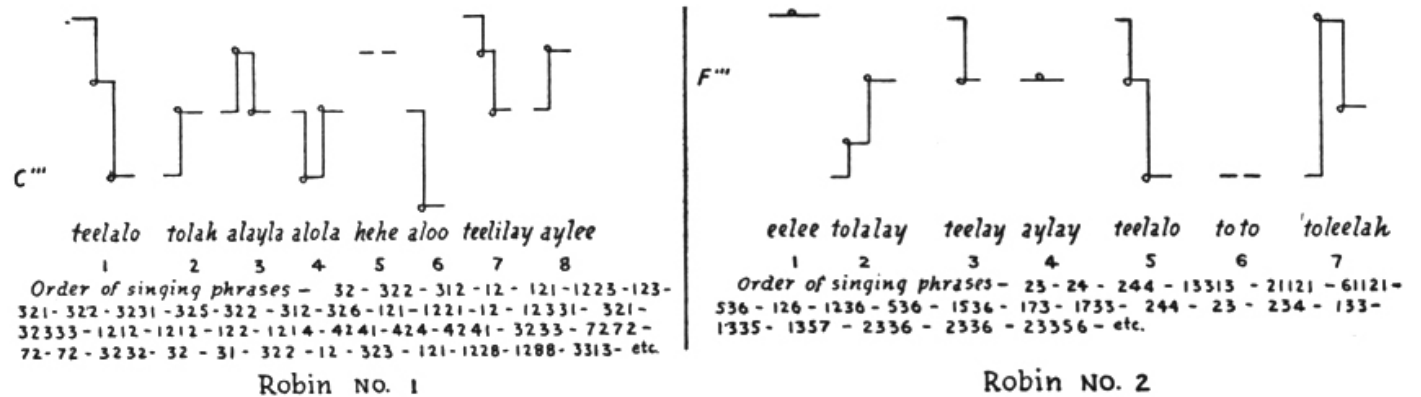 C'''
teelalo tolah alayla alola hehe aloo teelilay aylee
1 2 3 4 5 6 7 8
Order of singing phrases – 32 - 322 - 312 - 12 - 121 - 1223 - 123 -
321 - 322 - 3231 - 325 - 322 - 312 - 326 - 121 - 1221 - 12 - 12331 - 321 -
32333 - 1212 - 1212 - 122 - 1214 - 4241 - 424 - 4241 - 3233 - 7272 -
72 - 72 - 3232 - 32 - 31 - 322 - 12 - 323 - 121 - 1228 - 1288 - 3313 - etc.
Robin NO. 1
F'''
eelee tolalay teelay aylay teelalo toto 'toleelah
1 2 3 4 5 6 7
Order of singing phrases – 23 - 24 - 244 - 13313 - 21121 - 61121 -
536 - 126 - 1236 - 536 - 1536 - 173 - 1733 - 244 - 23 - 234 - 133 -
1335 - 1357 - 2336 - 2336 - 23356 - etc.
Robin NO. 2